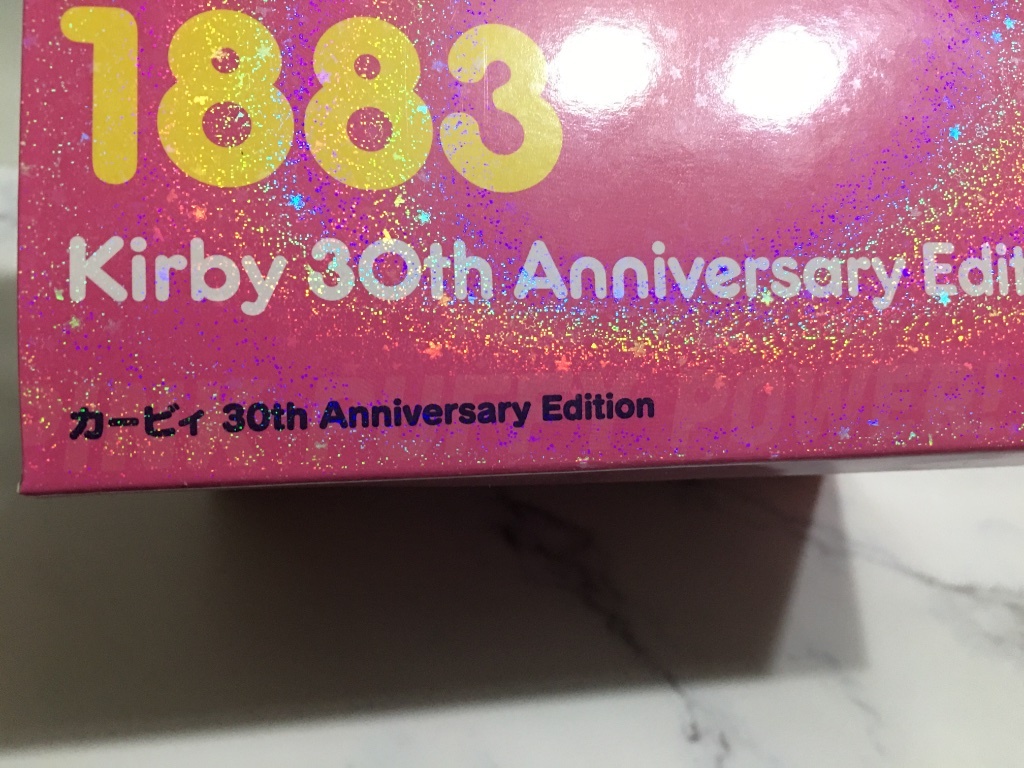 1883
Kirby 30th Anniversary Edit
カービィ 30th Anniversary Edition